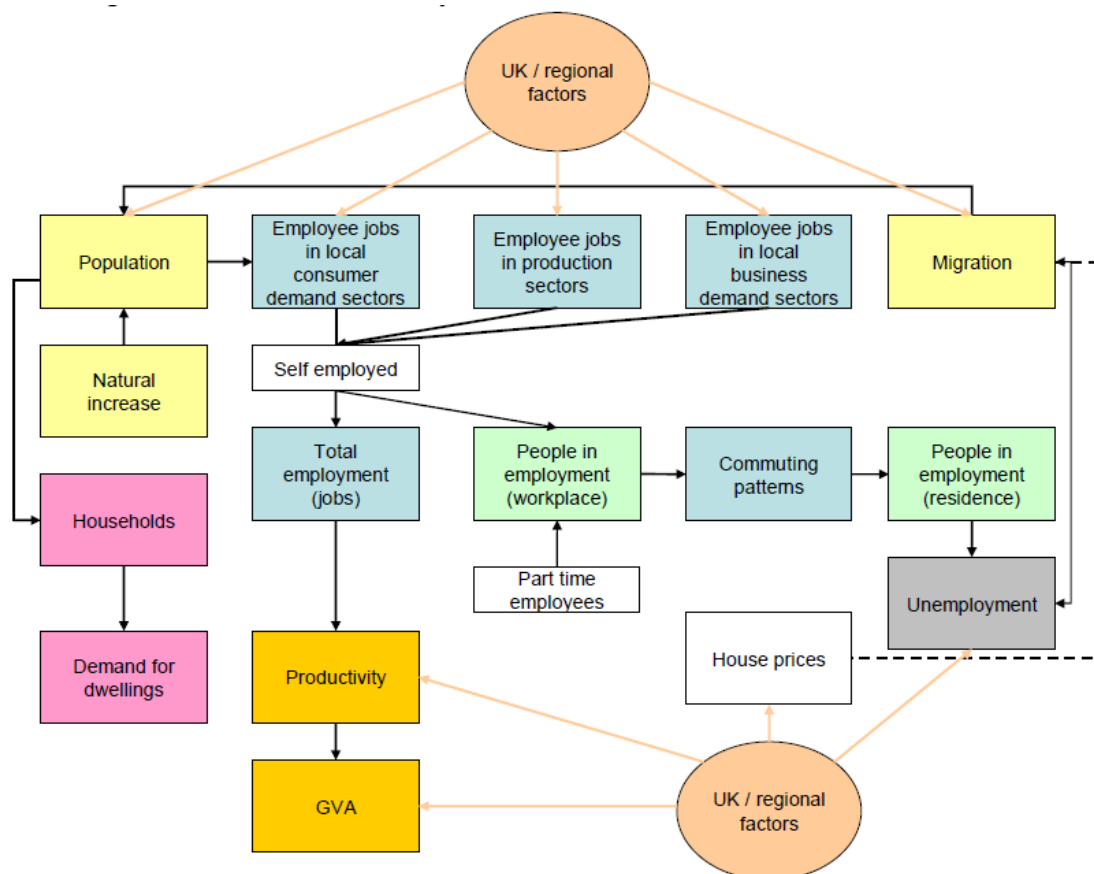 UK / regional
factors
Population
Employee jobs
in local
consumer
demand sectors
Employee jobs
in production
sectors
Employee jobs
in local
business
demand sectors
Migration
Natural
increase
Self employed
Households
Total
employment
(jobs)
People in
employment
(workplace)
Commuting
patterns
People in
employment
(residence)
Part time
employees
Unemployment
Demand for
dwellings
Productivity
House prices
GVA
UK / regional
factors